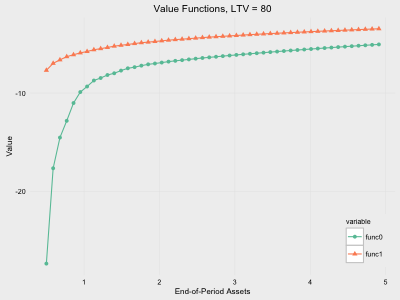 Value Functions, LTV = 80
Value
-10
-20
1 2 3 4 5
End-of-Period Assets
variable
func0
func1